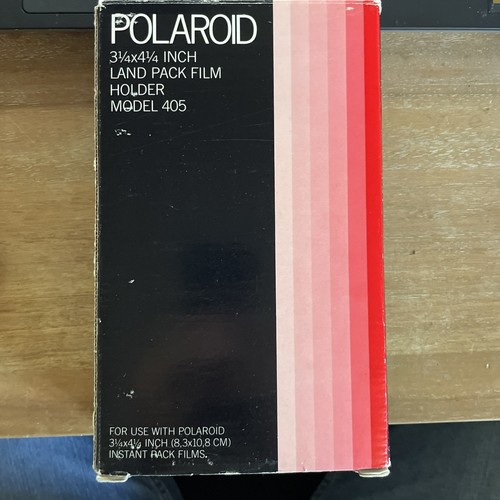 POLAROID
3¼x4¼ INCH
LAND PACK FILM
HOLDER
MODEL 405
FOR USE WITH POLAROID
3¼x4¼ INCH (8,3x10,8 CM)
INSTANT PACK FILMS.